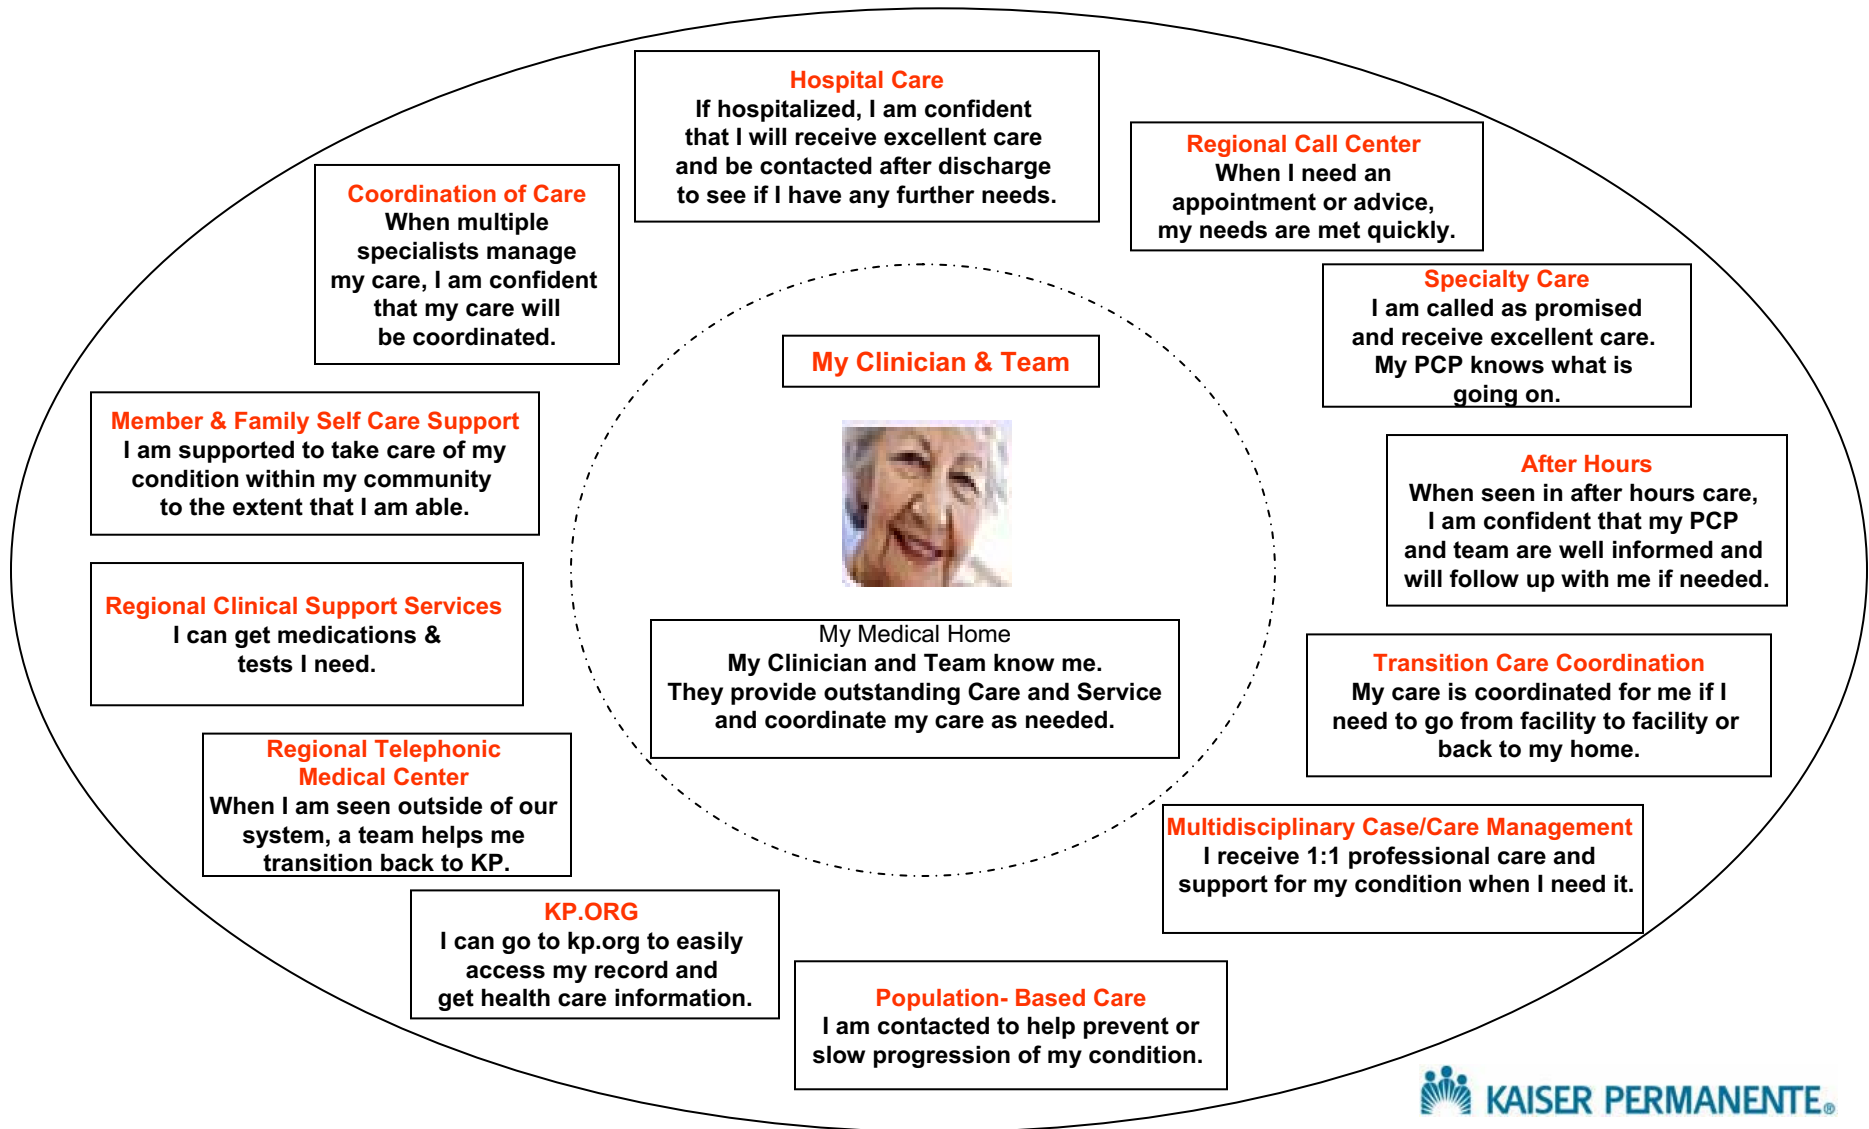 Hospital Care
If hospitalized, I am confident
that I will receive excellent care
and be contacted after discharge
to see if I have any further needs.
Regional Call Center
When I need an
appointment or advice,
my needs are met quickly.
Coordination of Care
When multiple
specialists manage
my care, I am confident
that my care will
be coordinated.
Specialty Care
I am called as promised
and receive excellent care.
My PCP knows what is
going on.
My Clinician & Team
Member & Family Self Care Support
I am supported to take care of my
condition within my community
to the extent that I am able.
After Hours
When seen in after hours care,
I am confident that my PCP
and team are well informed and
will follow up with me if needed.
Regional Clinical Support Services
I can get medications &
tests I need.
My Medical Home
My Clinician and Team know me.
They provide outstanding Care and Service
and coordinate my care as needed.
Transition Care Coordination
My care is coordinated for me if I
need to go from facility to facility or
back to my home.
Regional Telephonic
Medical Center
When I am seen outside of our
system, a team helps me
transition back to KP.
Multidisciplinary Case/Care Management
I receive 1:1 professional care and
support for my condition when I need it.
KP.ORG
I can go to kp.org to easily
access my record and
get health care information.
Population- Based Care
I am contacted to help prevent or
slow progression of my condition.
KAISER PERMANENTE®